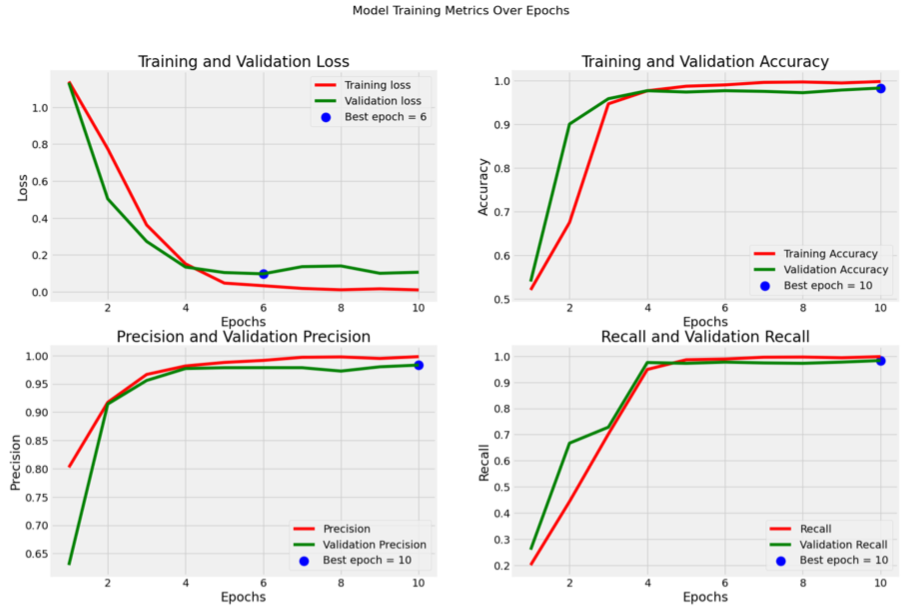 Model Training Metrics Over Epochs
Training and Validation Loss
Loss
1.0
0.8
0.6
0.4
0.2
0.0
Training loss
Validation loss
Best epoch = 6
2 4 6 8 10
Epochs
Training and Validation Accuracy
Accuracy
1.0
0.9
0.8
0.7
0.6
0.5
Training Accuracy
Validation Accuracy
Best epoch = 10
2 4 6 8 10
Epochs
Precision and Validation Precision
Precision
1.00
0.95
0.90
0.85
0.80
0.75
0.70
0.65
Precision
Validation Precision
Best epoch = 10
2 4 6 8 10
Epochs
Recall and Validation Recall
Recall
1.0
0.9
0.8
0.7
0.6
0.5
0.4
0.3
0.2
Recall
Validation Recall
Best epoch = 10
2 4 6 8 10
Epochs